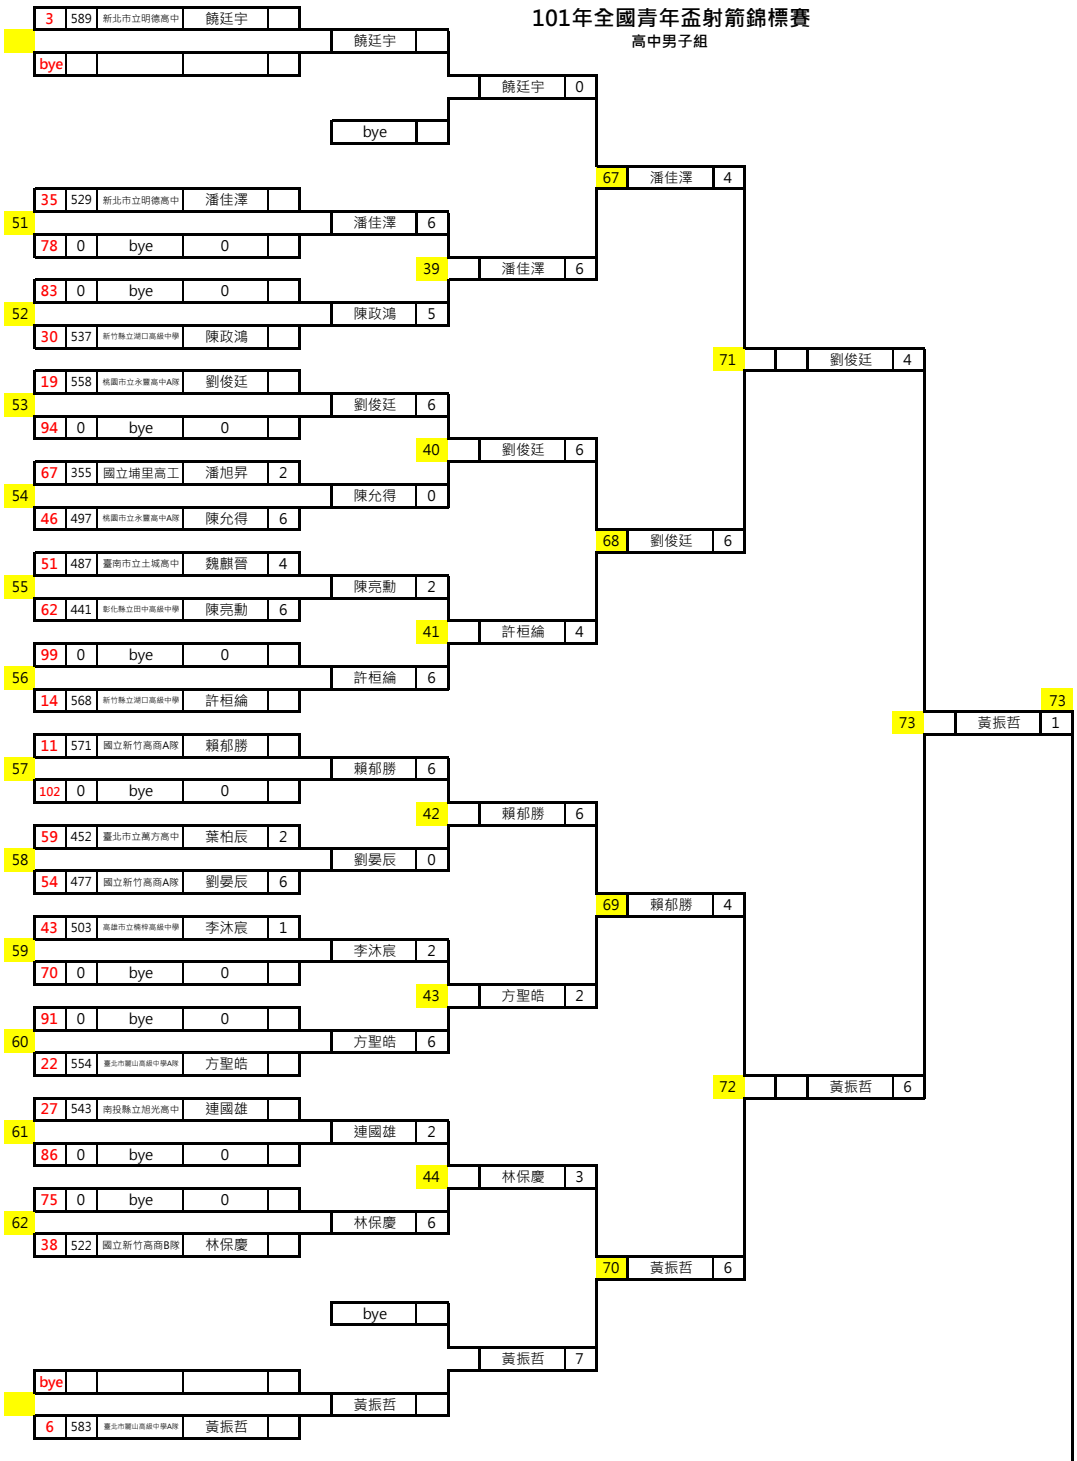 101年全國青年盃射箭錦標賽
高中男子組
3 589 新北市立明德高中 饒廷宇
饒廷宇
bye
饒廷宇 0
bye
67 潘佳澤 4
35 529 新北市立明德高中 潘佳澤
51 潘佳澤 6
78 0 bye 0
39 潘佳澤 6
83 0 bye 0
52 陳政鴻 5
30 537 新竹縣立湖口高級中學 陳政鴻
71 劉俊廷 4
19 558 桃園市立永豐高中A隊 劉俊廷
53 劉俊廷 6
94 0 bye 0
40 劉俊廷 6
67 355 國立埔里高工 潘旭昇 2
54 陳允得 0
46 497 桃園市立永豐高中A隊 陳允得 6
68 劉俊廷 6
51 487 臺南市立土城高中 魏麒晉 4
55 陳亮勳 2
62 441 彰化縣立田中高級中學 陳亮勳 6
41 許桓綸 4
99 0 bye 0
56 許桓綸 6
14 568 新竹縣立湖口高級中學 許桓綸
73
73 黃振哲 1
11 571 國立新竹高商A隊 賴郁勝
57 賴郁勝 6
102 0 bye 0
42 賴郁勝 6
59 452 臺北市立萬芳高中 葉柏辰 2
58 劉晏辰 0
54 477 國立新竹高商A隊 劉晏辰 6
69 賴郁勝 4
43 503 高雄市立楠梓高級中學 李沐宸 1
59 李沐宸 2
70 0 bye 0
43 方聖皓 2
91 0 bye 0
60 方聖皓 6
22 554 臺北市麗山高級中學A隊 方聖皓
72 黃振哲 6
27 543 南投縣立旭光高中 連國雄
61 連國雄 2
86 0 bye 0
44 林保慶 3
75 0 bye 0
62 林保慶 6
38 522 國立新竹高商B隊 林保慶
70 黃振哲 6
bye
黃振哲 7
bye
黃振哲
6 583 臺北市麗山高級中學A隊 黃振哲